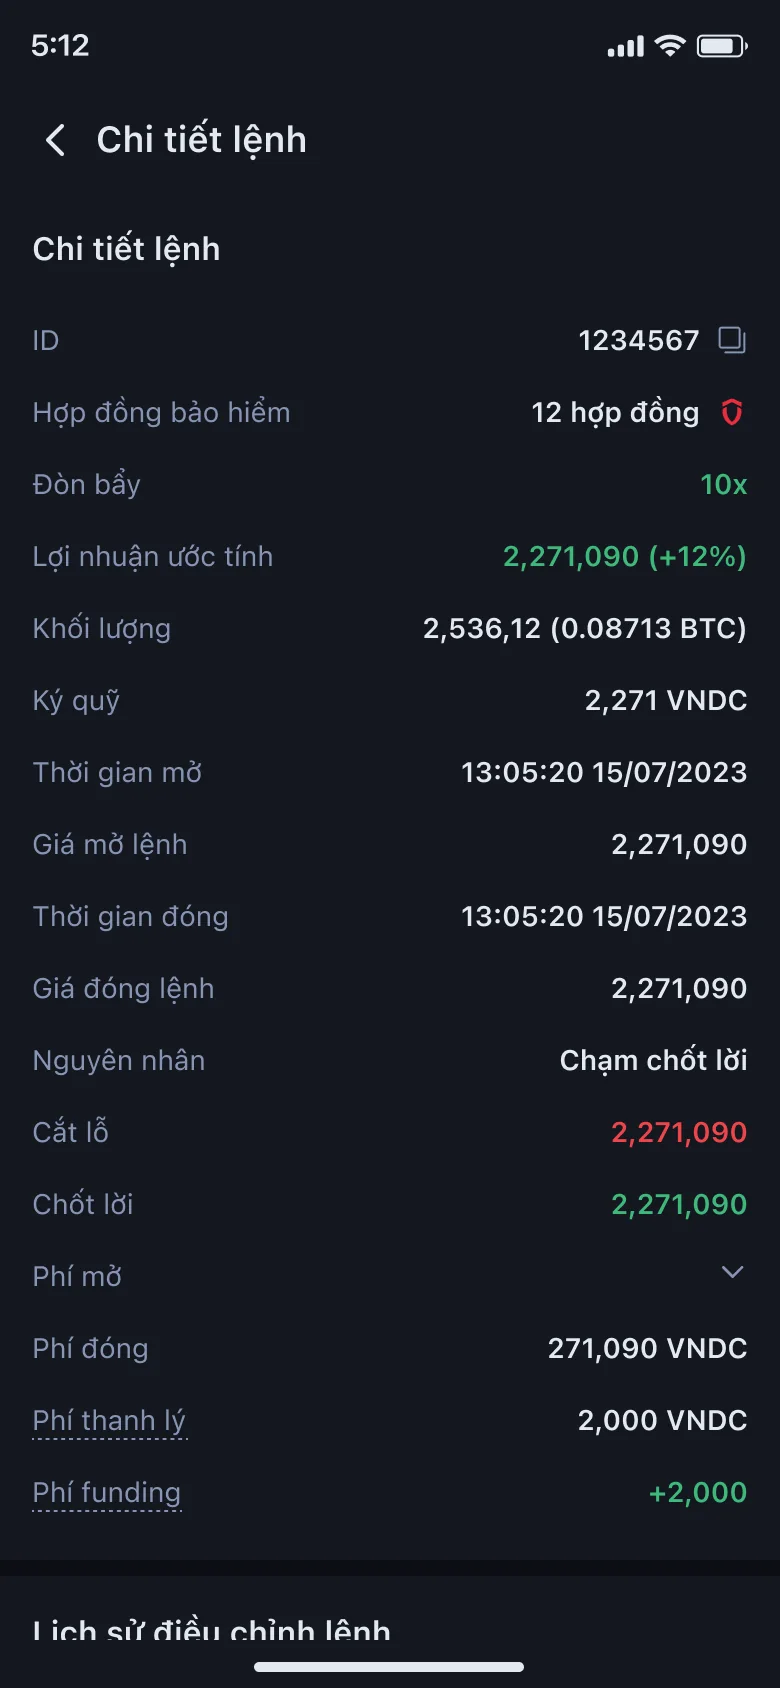 5:12
Chi tiết lệnh
Chi tiết lệnh
ID 1234567
Hợp đồng bảo hiểm 12 hợp đồng
Đòn bẩy 10x
Lợi nhuận ước tính 2,271,090 (+12%)
Khối lượng 2,536,12 (0.08713 BTC)
Ký quỹ 2,271 VNDC
Thời gian mở 13:05:20 15/07/2023
Giá mở lệnh 2,271,090
Thời gian đóng 13:05:20 15/07/2023
Giá đóng lệnh 2,271,090
Nguyên nhân Chạm chốt lời
Cắt lỗ 2,271,090
Chốt lời 2,271,090
Phí mở
Phí đóng 271,090 VNDC
Phí thanh lý 2,000 VNDC
Phí funding +2,000
Lịch sử điều chỉnh lệnh